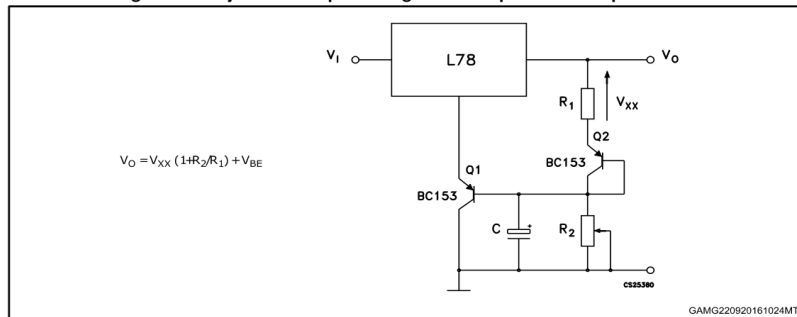 V_I
L78
V_O
R_1
V_XX
Q2
BC153
V_O = V_XX (1+R_2/R_1) + V_BE
Q1
BC153
C
+
R_2
CS25380
GAMG220920161024MT